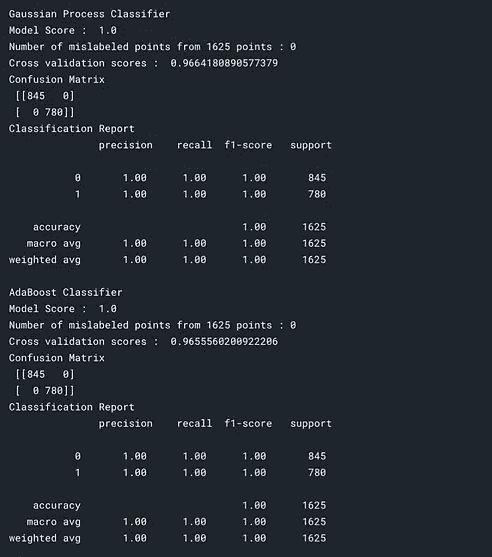 Gaussian Process Classifier
Model Score :  1.0
Number of mislabeled points from 1625 points : 0
Cross validation scores :  0.9664180890577379
Confusion Matrix
 [[845   0]
 [  0 780]]
Classification Report
               precision    recall  f1-score   support

           0       1.00      1.00      1.00       845
           1       1.00      1.00      1.00       780

    accuracy                           1.00      1625
   macro avg       1.00      1.00      1.00      1625
weighted avg       1.00      1.00      1.00      1625

AdaBoost Classifier
Model Score :  1.0
Number of mislabeled points from 1625 points : 0
Cross validation scores :  0.9655560200922206
Confusion Matrix
 [[845   0]
 [  0 780]]
Classification Report
               precision    recall  f1-score   support

           0       1.00      1.00      1.00       845
           1       1.00      1.00      1.00       780

    accuracy                           1.00      1625
   macro avg       1.00      1.00      1.00      1625
weighted avg       1.00      1.00      1.00      1625